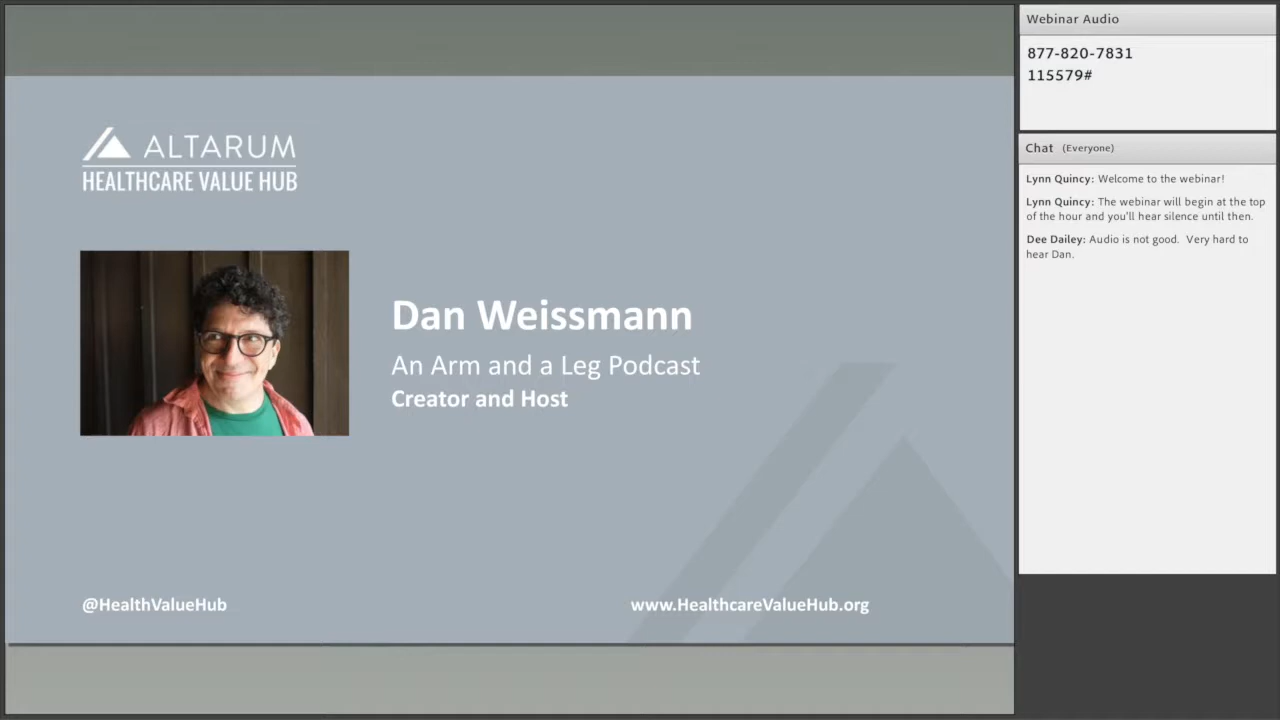 ALTARUM
HEALTHCARE VALUE HUB
Dan Weissmann
An Arm and a Leg Podcast
Creator and Host
@HealthValueHub
www.HealthcareValueHub.org
Webinar Audio
877-820-7831
115579#
Chat (Everyone)
Lynn Quincy: Welcome to the webinar!
Lynn Quincy: The webinar will begin at the top
of the hour and you'll hear silence until then.
Dee Dailey: Audio is not good. Very hard to
hear Dan.